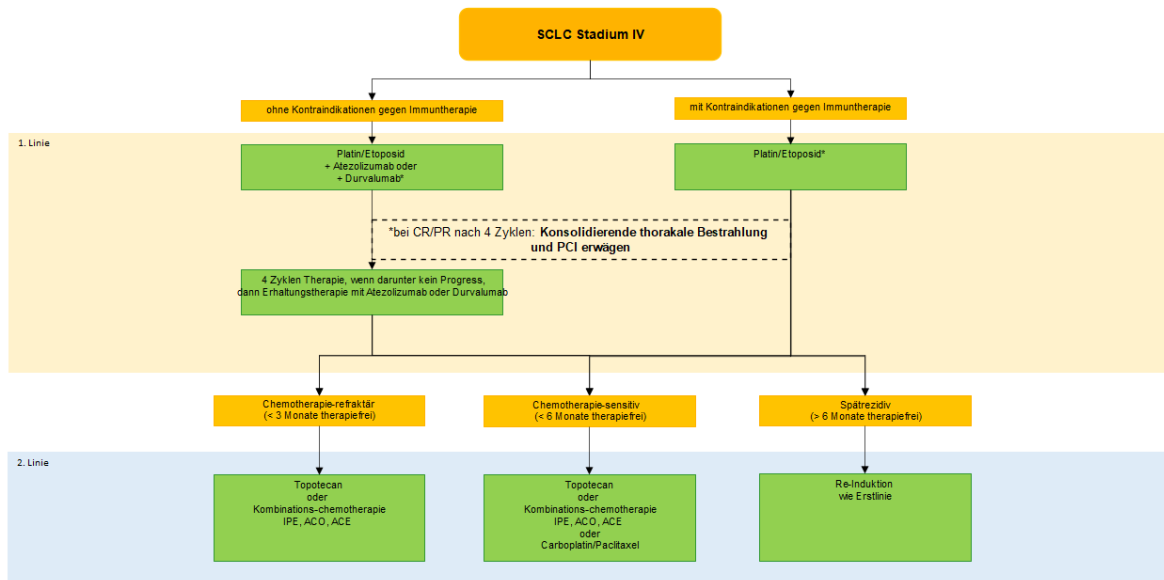 SCLC Stadium IV
ohne Kontraindikationen gegen Immuntherapie
mit Kontraindikationen gegen Immuntherapie
1. Linie
Platin/Etoposid
+ Atezolizumab oder
+ Durvalumab*
Platin/Etoposid*
*bei CR/PR nach 4 Zyklen: Konsolidierende thorakale Bestrahlung
und PCI erwägen
4 Zyklen Therapie, wenn darunter kein Progress,
dann Erhaltungstherapie mit Atezolizumab oder Durvalumab
Chemotherapie-refraktär
(< 3 Monate therapiefrei)
Chemotherapie-sensitiv
(< 6 Monate therapiefrei)
Spätrezidiv
(> 6 Monate therapiefrei)
2. Linie
Topotecan
oder
Kombinations-chemotherapie
IPE, ACO, ACE
Topotecan
oder
Kombinations-chemotherapie
IPE, ACO, ACE
oder
Carboplatin/Paclitaxel
Re-Induktion
wie Erstlinie